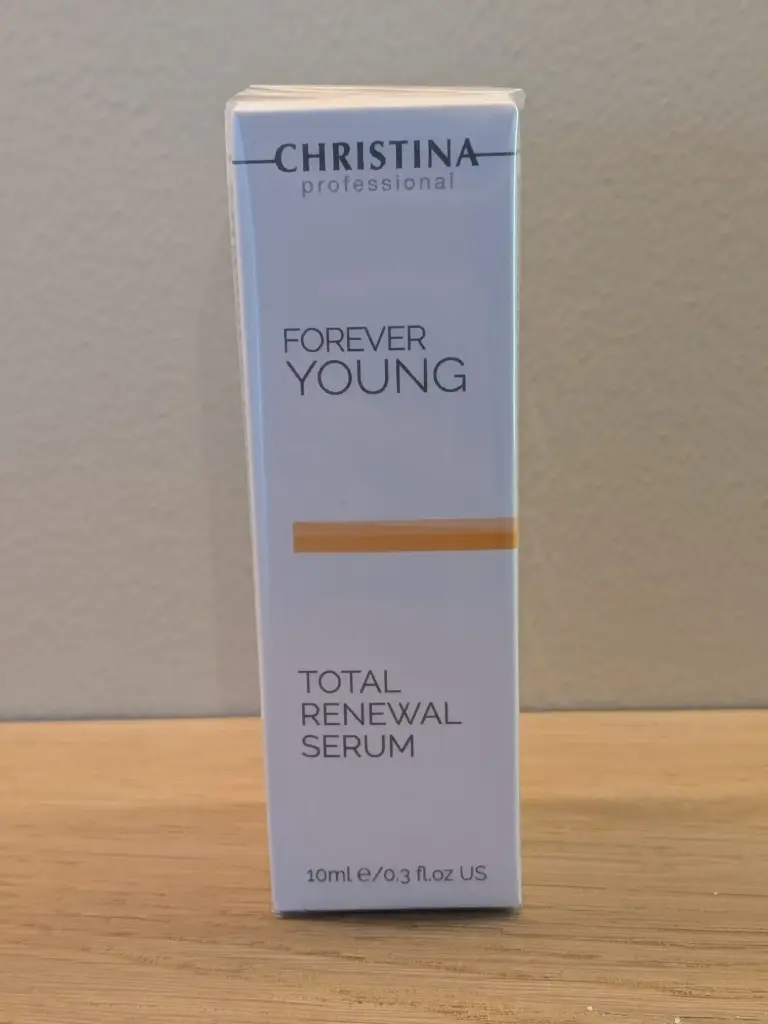 CHRISTINA
professional
FOREVER
YOUNG
TOTAL
RENEWAL
SERUM
10ml ℮/0.3 fl.oz US